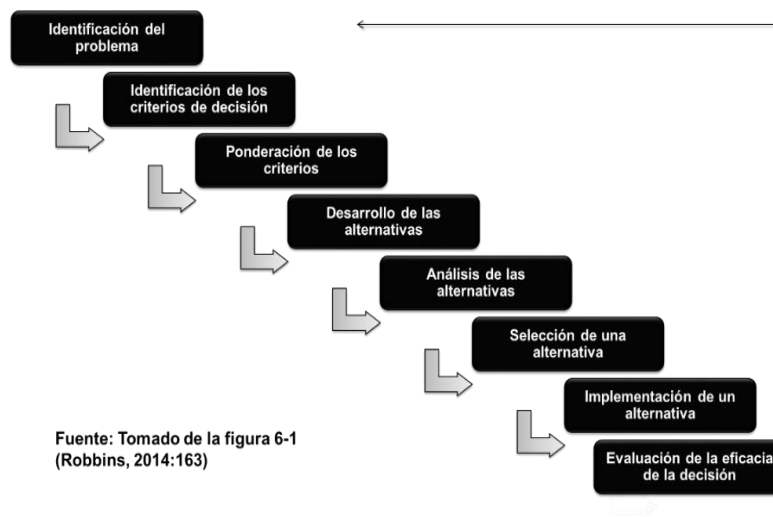 Identificación del
problema
Identificación de los
criterios de decisión
Ponderación de los
criterios
Desarrollo de las
alternativas
Análisis de las
alternativas
Selección de una
alternativa
Implementación de un
alternativa
Evaluación de la eficacia
de la decisión
Fuente: Tomado de la figura 6-1
(Robbins, 2014:163)